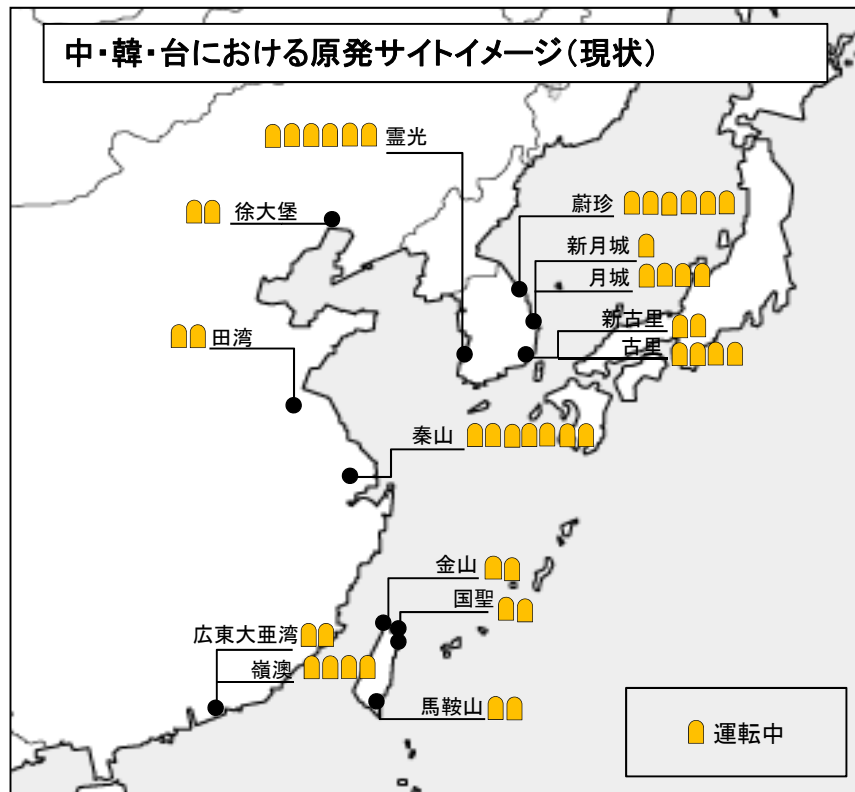 中・韓・台における原発サイトイメージ（現状）
霊光
徐大堡
蔚珍
新月城
月城
田湾
新古里
古里
秦山
金山
国聖
広東大亜湾
嶺澳
馬鞍山
運転中